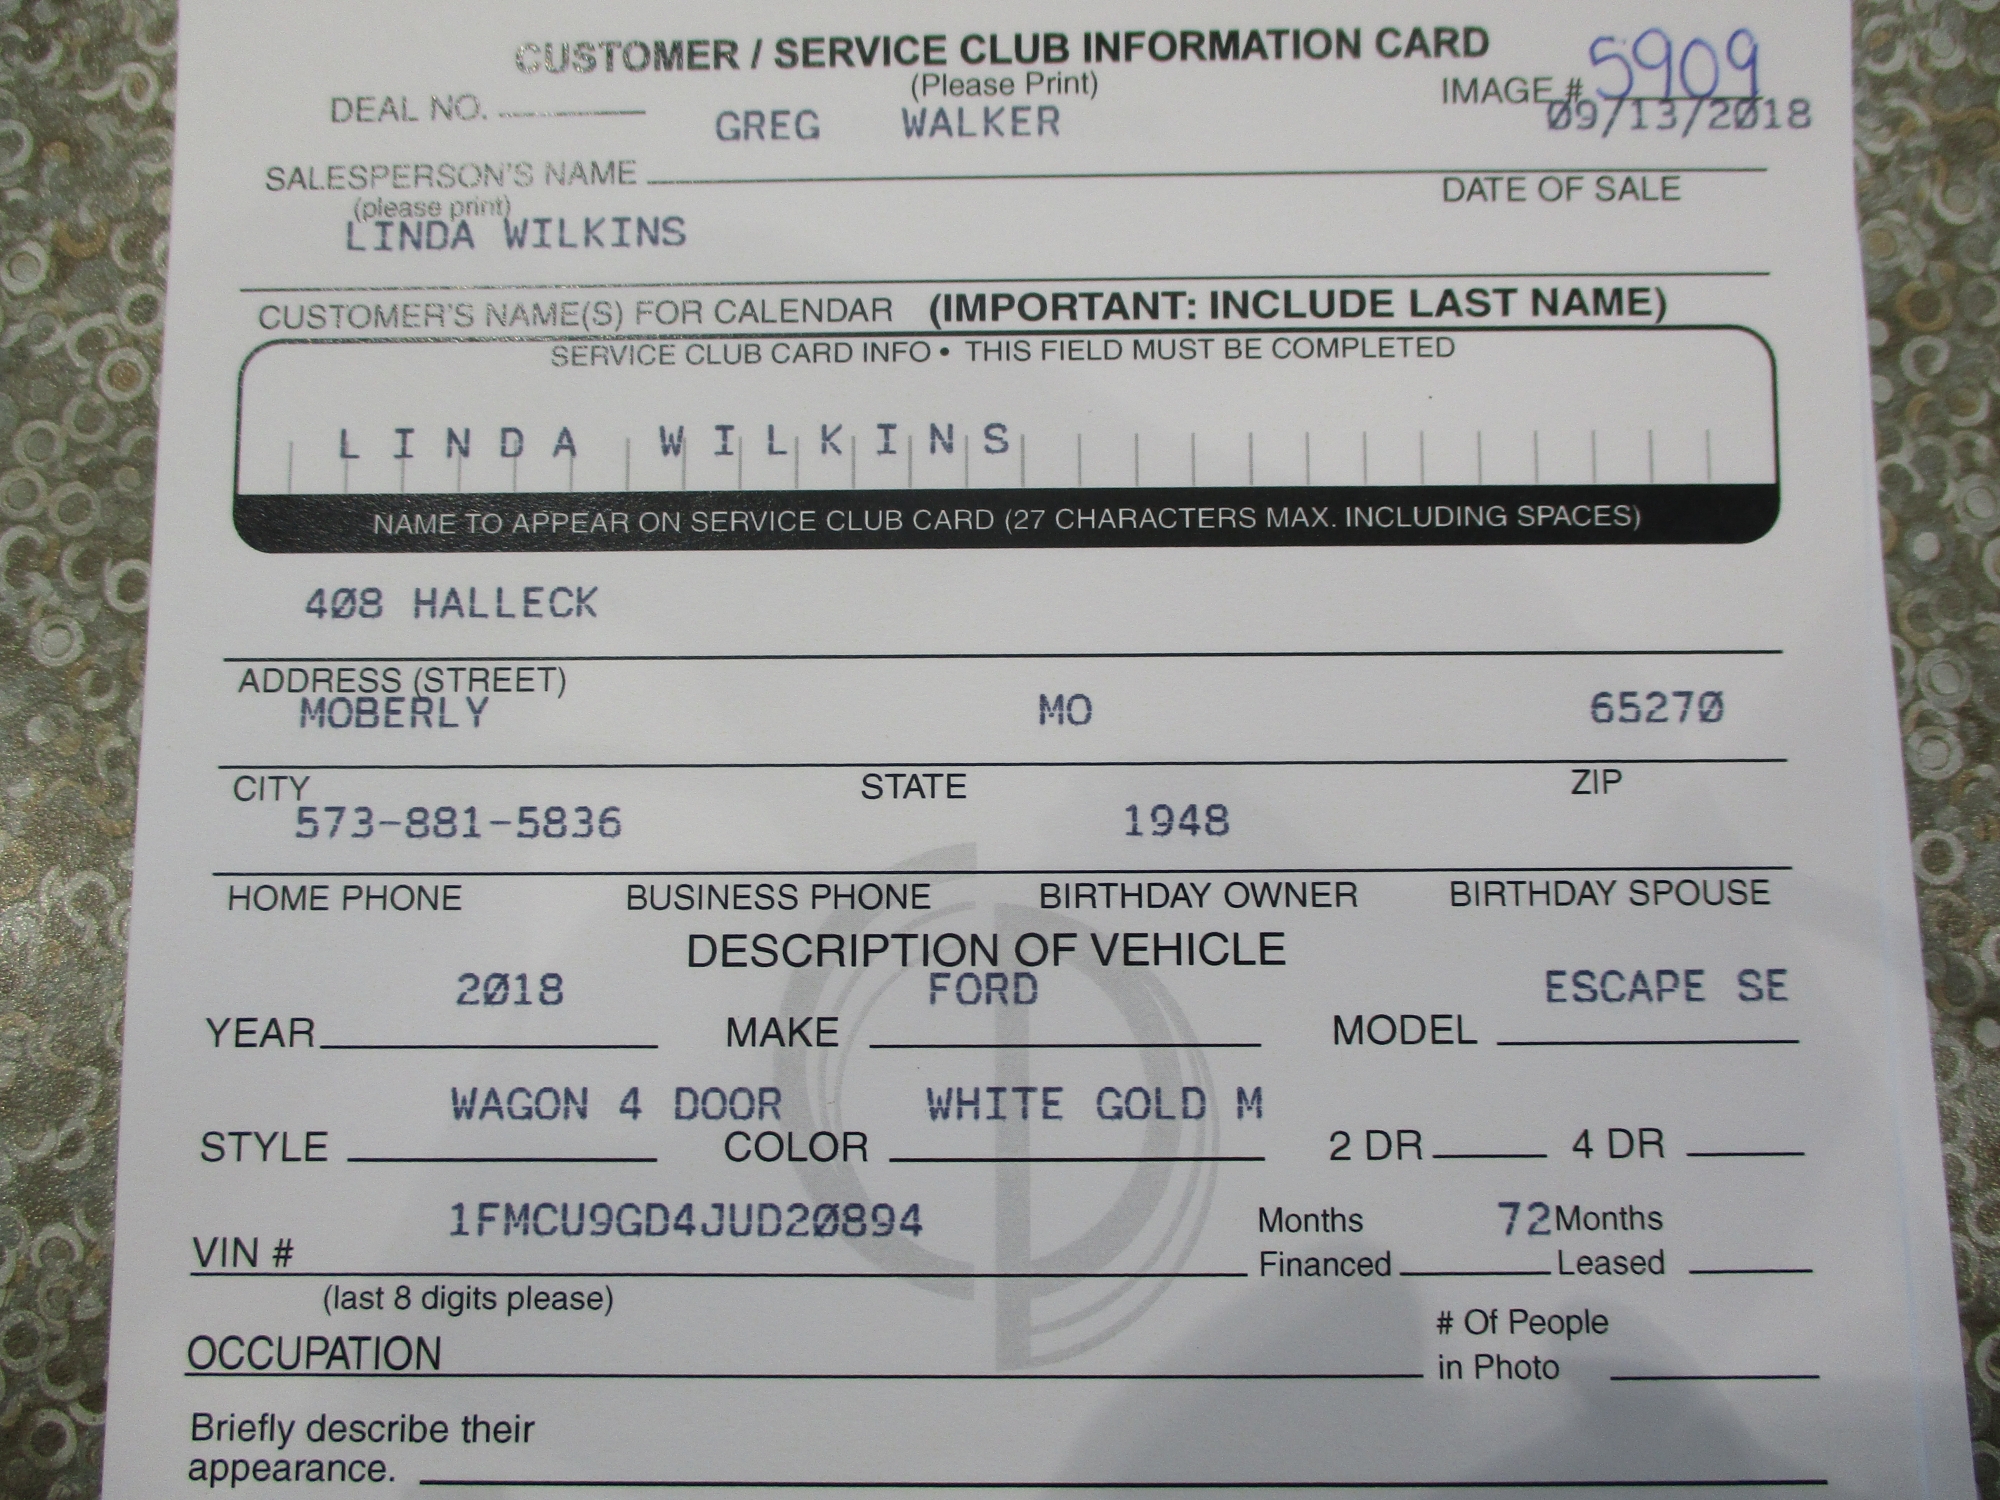 CUSTOMER / SERVICE CLUB INFORMATION CARD
(Please Print)
IMAGE # 5909
DEAL NO.
GREG WALKER 09/13/2018
SALESPERSON'S NAME
(please print)
DATE OF SALE
LINDA WILKINS
CUSTOMER'S NAME(S) FOR CALENDAR (IMPORTANT: INCLUDE LAST NAME)
SERVICE CLUB CARD INFO • THIS FIELD MUST BE COMPLETED
LINDA WILKINS
NAME TO APPEAR ON SERVICE CLUB CARD (27 CHARACTERS MAX. INCLUDING SPACES)
408 HALLECK
ADDRESS (STREET)
MOBERLY MO 65270
CITY STATE ZIP
573-881-5836 1948
HOME PHONE BUSINESS PHONE BIRTHDAY OWNER BIRTHDAY SPOUSE
DESCRIPTION OF VEHICLE
2018 FORD ESCAPE SE
YEAR MAKE MODEL
WAGON 4 DOOR WHITE GOLD M
STYLE COLOR 2 DR 4 DR
1FMCU9GD4JUD20894 Months 72 Months
VIN # Financed Leased
(last 8 digits please)
# Of People
OCCUPATION in Photo
Briefly describe their
appearance.